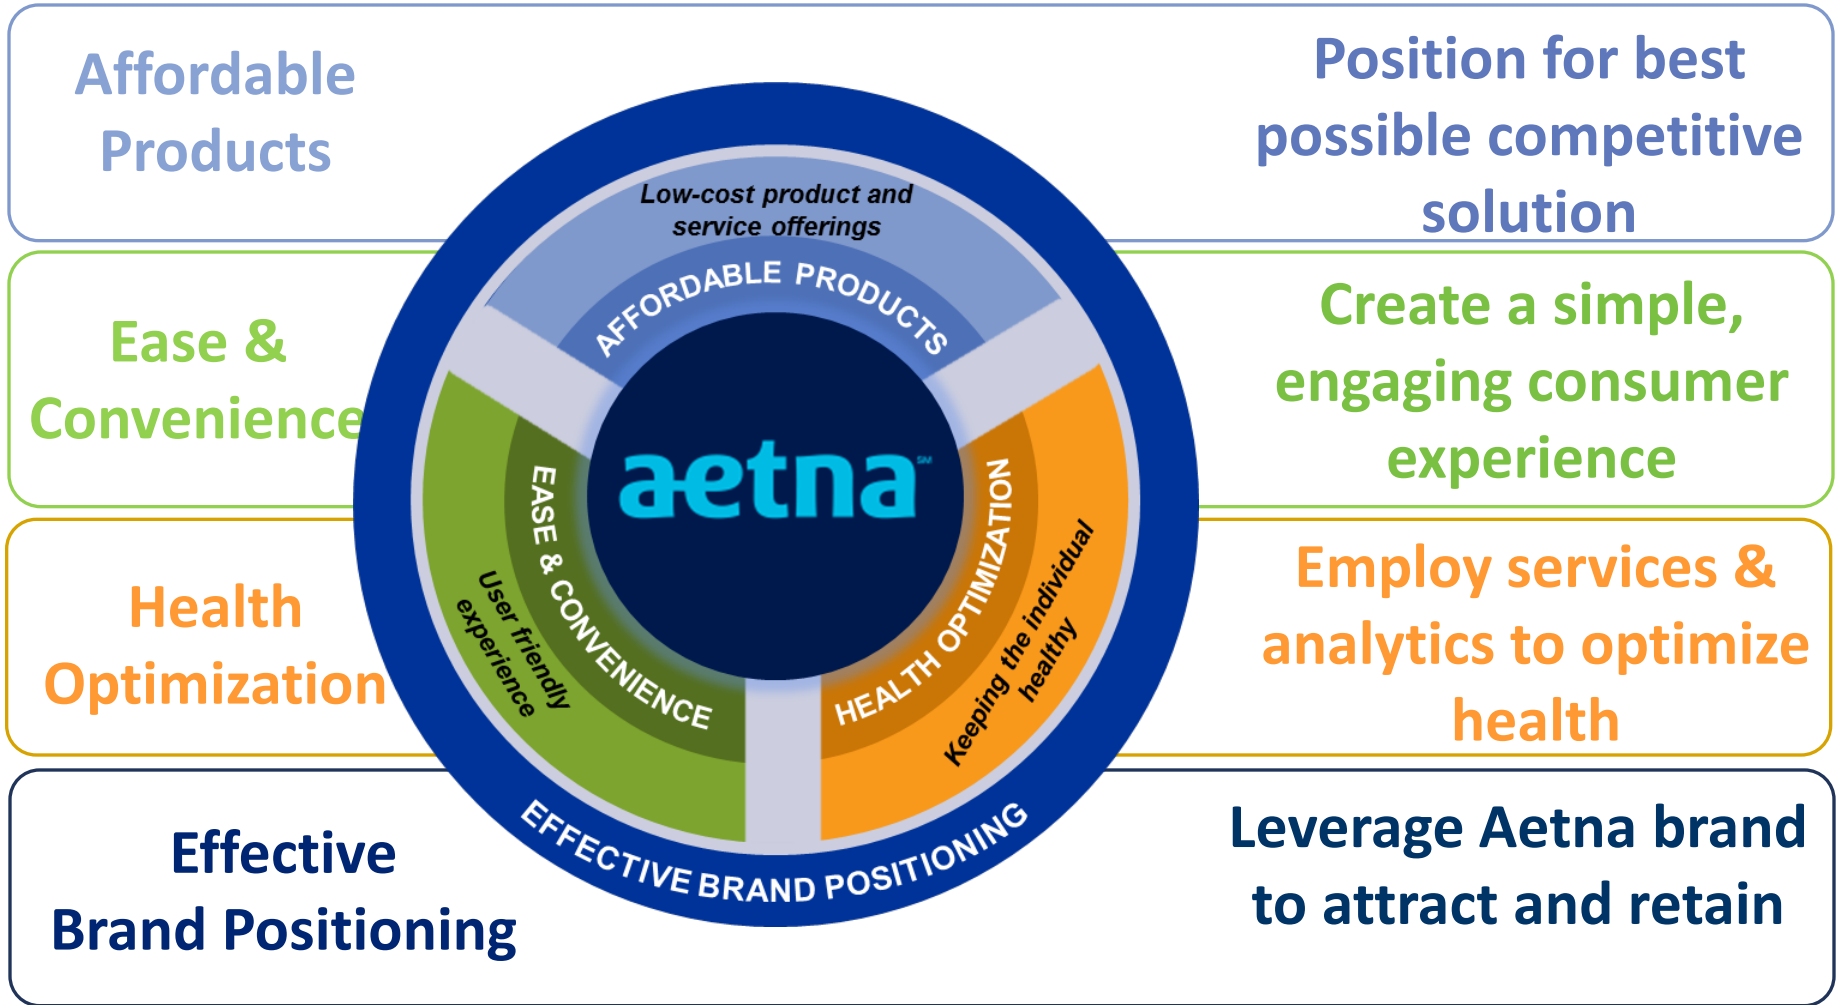 Affordable
Products
Position for best
possible competitive
solution
Low-cost product and
service offerings
AFFORDABLE PRODUCTS
Ease &
Convenience
Create a simple,
engaging consumer
experience
aetna℠
EASE & CONVENIENCE
User friendly
experience
HEALTH OPTIMIZATION
Keeping the individual
healthy
Health
Optimization
Employ services &
analytics to optimize
health
EFFECTIVE BRAND POSITIONING
Effective
Brand Positioning
Leverage Aetna brand
to attract and retain